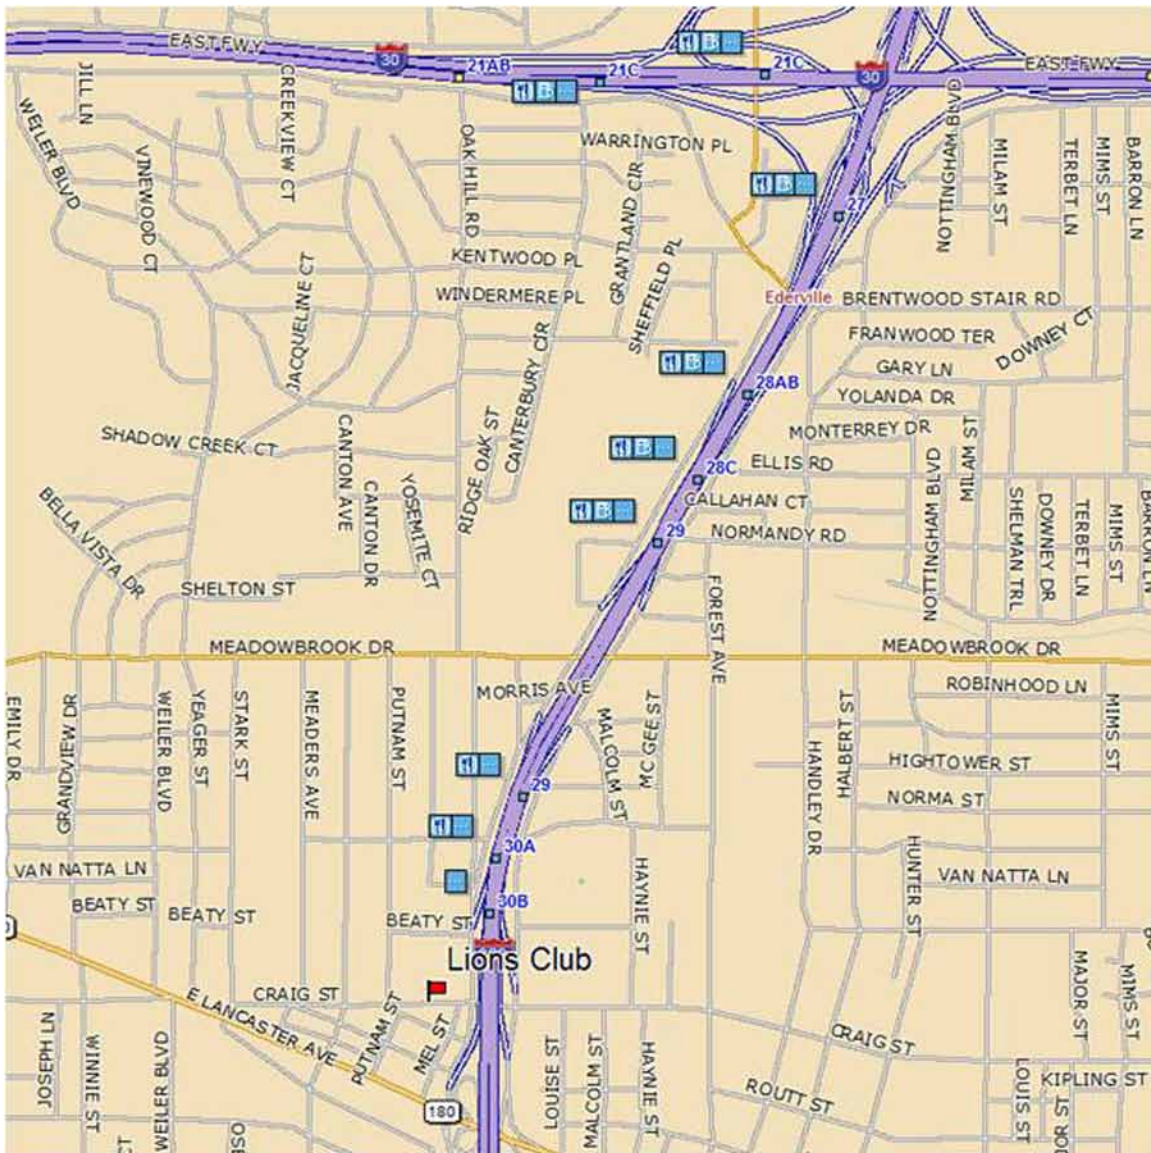 EAST FWY
30
21AB
21C
21C
30
EAST FWY
JILL LN
CREEKVIEW CT
WEILER BLVD
VINEWOOD CT
OAK HILL RD
WARRINGTON PL
GRANTLAND CIR
NOTTINGHAM BLVD
MILAM ST
TERBET LN
MIMS ST
BARRON LN
27
KENTWOOD PL
SHEFFIELD PL
JACQUELINE CT
WINDERMERE PL
Ederville
BRENTWOOD STAIR RD
CANTERBURY CIR
FRANWOOD TER
DOWNEY CT
GARY LN
28AB
YOLANDA DR
SHADOW CREEK CT
CANTON AVE
RIDGE OAK ST
MONTERREY DR
MILAM ST
28C
ELLIS RD
NOTTINGHAM BLVD
BELLA VISTA DR
CANTON DR
YOSEMITE CT
CALLAHAN CT
SHELMAN TRL
DOWNEY DR
TERBET LN
MIMS ST
BARRON LN
29
NORMANDY RD
SHELTON ST
FOREST AVE
MEADOWBROOK DR
MEADOWBROOK DR
EMILY DR
GRANDVIEW DR
WEILER BLVD
YEAGER ST
STARK ST
MEADERS AVE
PUTNAM ST
MORRIS AVE
MALCOLM ST
MC GEE ST
HANDLEY DR
HALBERT ST
ROBINHOOD LN
MIMS ST
HIGHTOWER ST
29
NORMA ST
30A
VAN NATTA LN
HAYNIE ST
HUNTER ST
VAN NATTA LN
BEATY ST
BEATY ST
BEATY ST
30B
Lions Club
MAJOR ST
MIMS ST
CRAIG ST
E LANCASTER AVE
PUTNAM ST
MEL ST
CRAIG ST
JOSEPH LN
WINNIE ST
WEILER BLVD
LOUISE ST
MALCOLM ST
HAYNIE ST
ROUTT ST
LOUIS ST
KIPLING ST
180